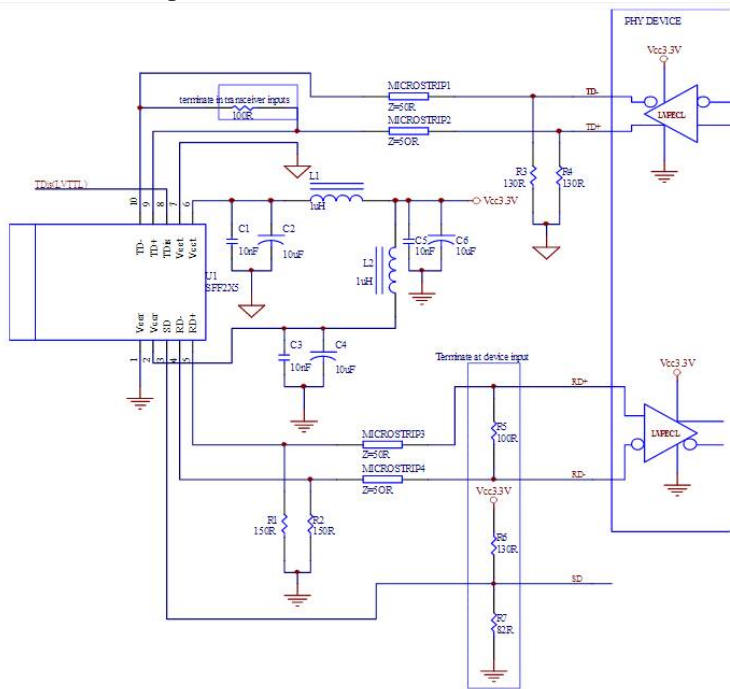 PHY DEVICE
Vcc3.3V
MICROSTRIP1
TD-
terminate in transceiver inputs
Z=50R
LVPECL
100R
MICROSTRIP2
TD+
Z=5OR
R3
130R
R4
130R
TDis(LVTTL)
L1
1uH
Vcc3.3V
10
9
8
7
6
TD-
TD+
TDis
Veet
Vcct
C1
10nF
C2
10uF
C5
10nF
C6
10uF
L2
1uH
U1
SFF2X5
Veer
Vccr
SD
RD-
RD+
1
2
3
4
5
C3
10nF
C4
10uF
Terminate at device input
Vcc3.3V
RD+
MICROSTRIP3
Z=50R
R5
100R
LVPECL
MICROSTRIP4
Z=5OR
RD-
Vcc3.3V
R1
150R
R2
150R
R6
130R
SD
R7
82R